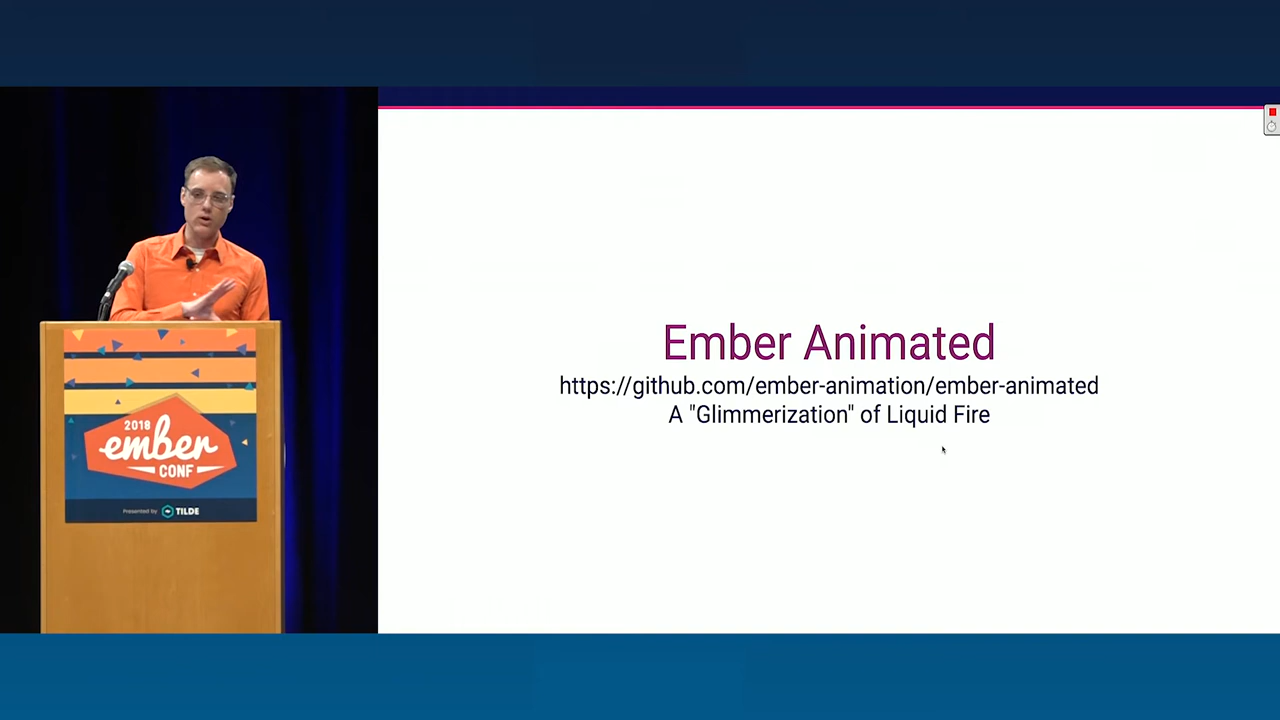 Ember Animated
https://github.com/ember-animation/ember-animated
A "Glimmerization" of Liquid Fire
2018
ember
CONF
Presented by TILDE